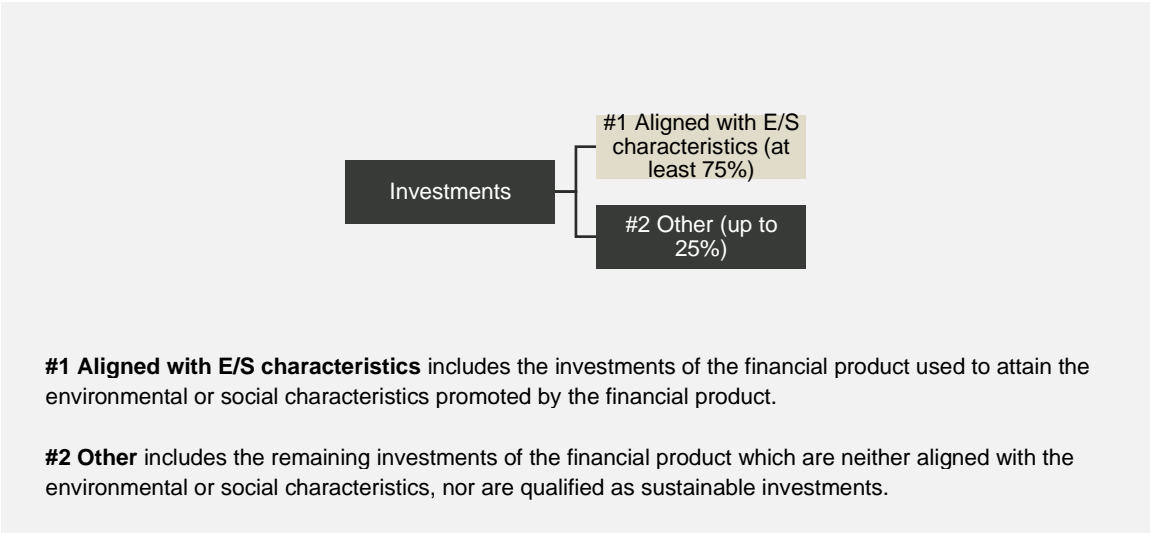 #1 Aligned with E/S
characteristics (at
least 75%)
Investments
#2 Other (up to
25%)
#1 Aligned with E/S characteristics includes the investments of the financial product used to attain the
environmental or social characteristics promoted by the financial product.
#2 Other includes the remaining investments of the financial product which are neither aligned with the
environmental or social characteristics, nor are qualified as sustainable investments.